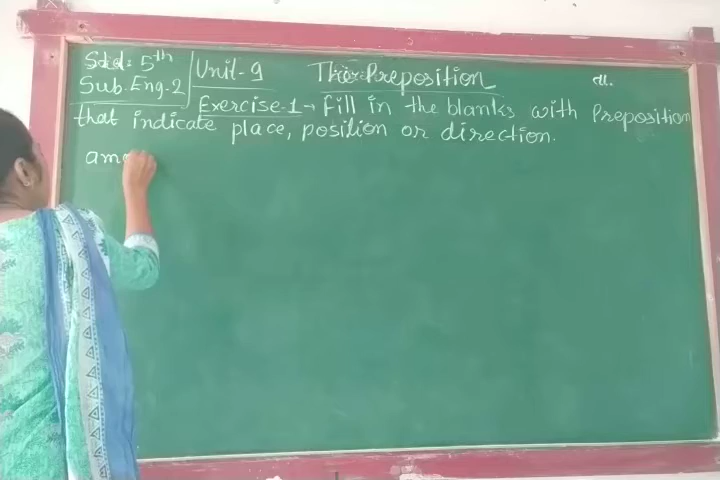 Std: 5th
Sub. Eng-2
Unit-9
The Preposition
dt.
Exercise-1 → Fill in the blanks with Preposition
that indicate place, position or direction.
amo